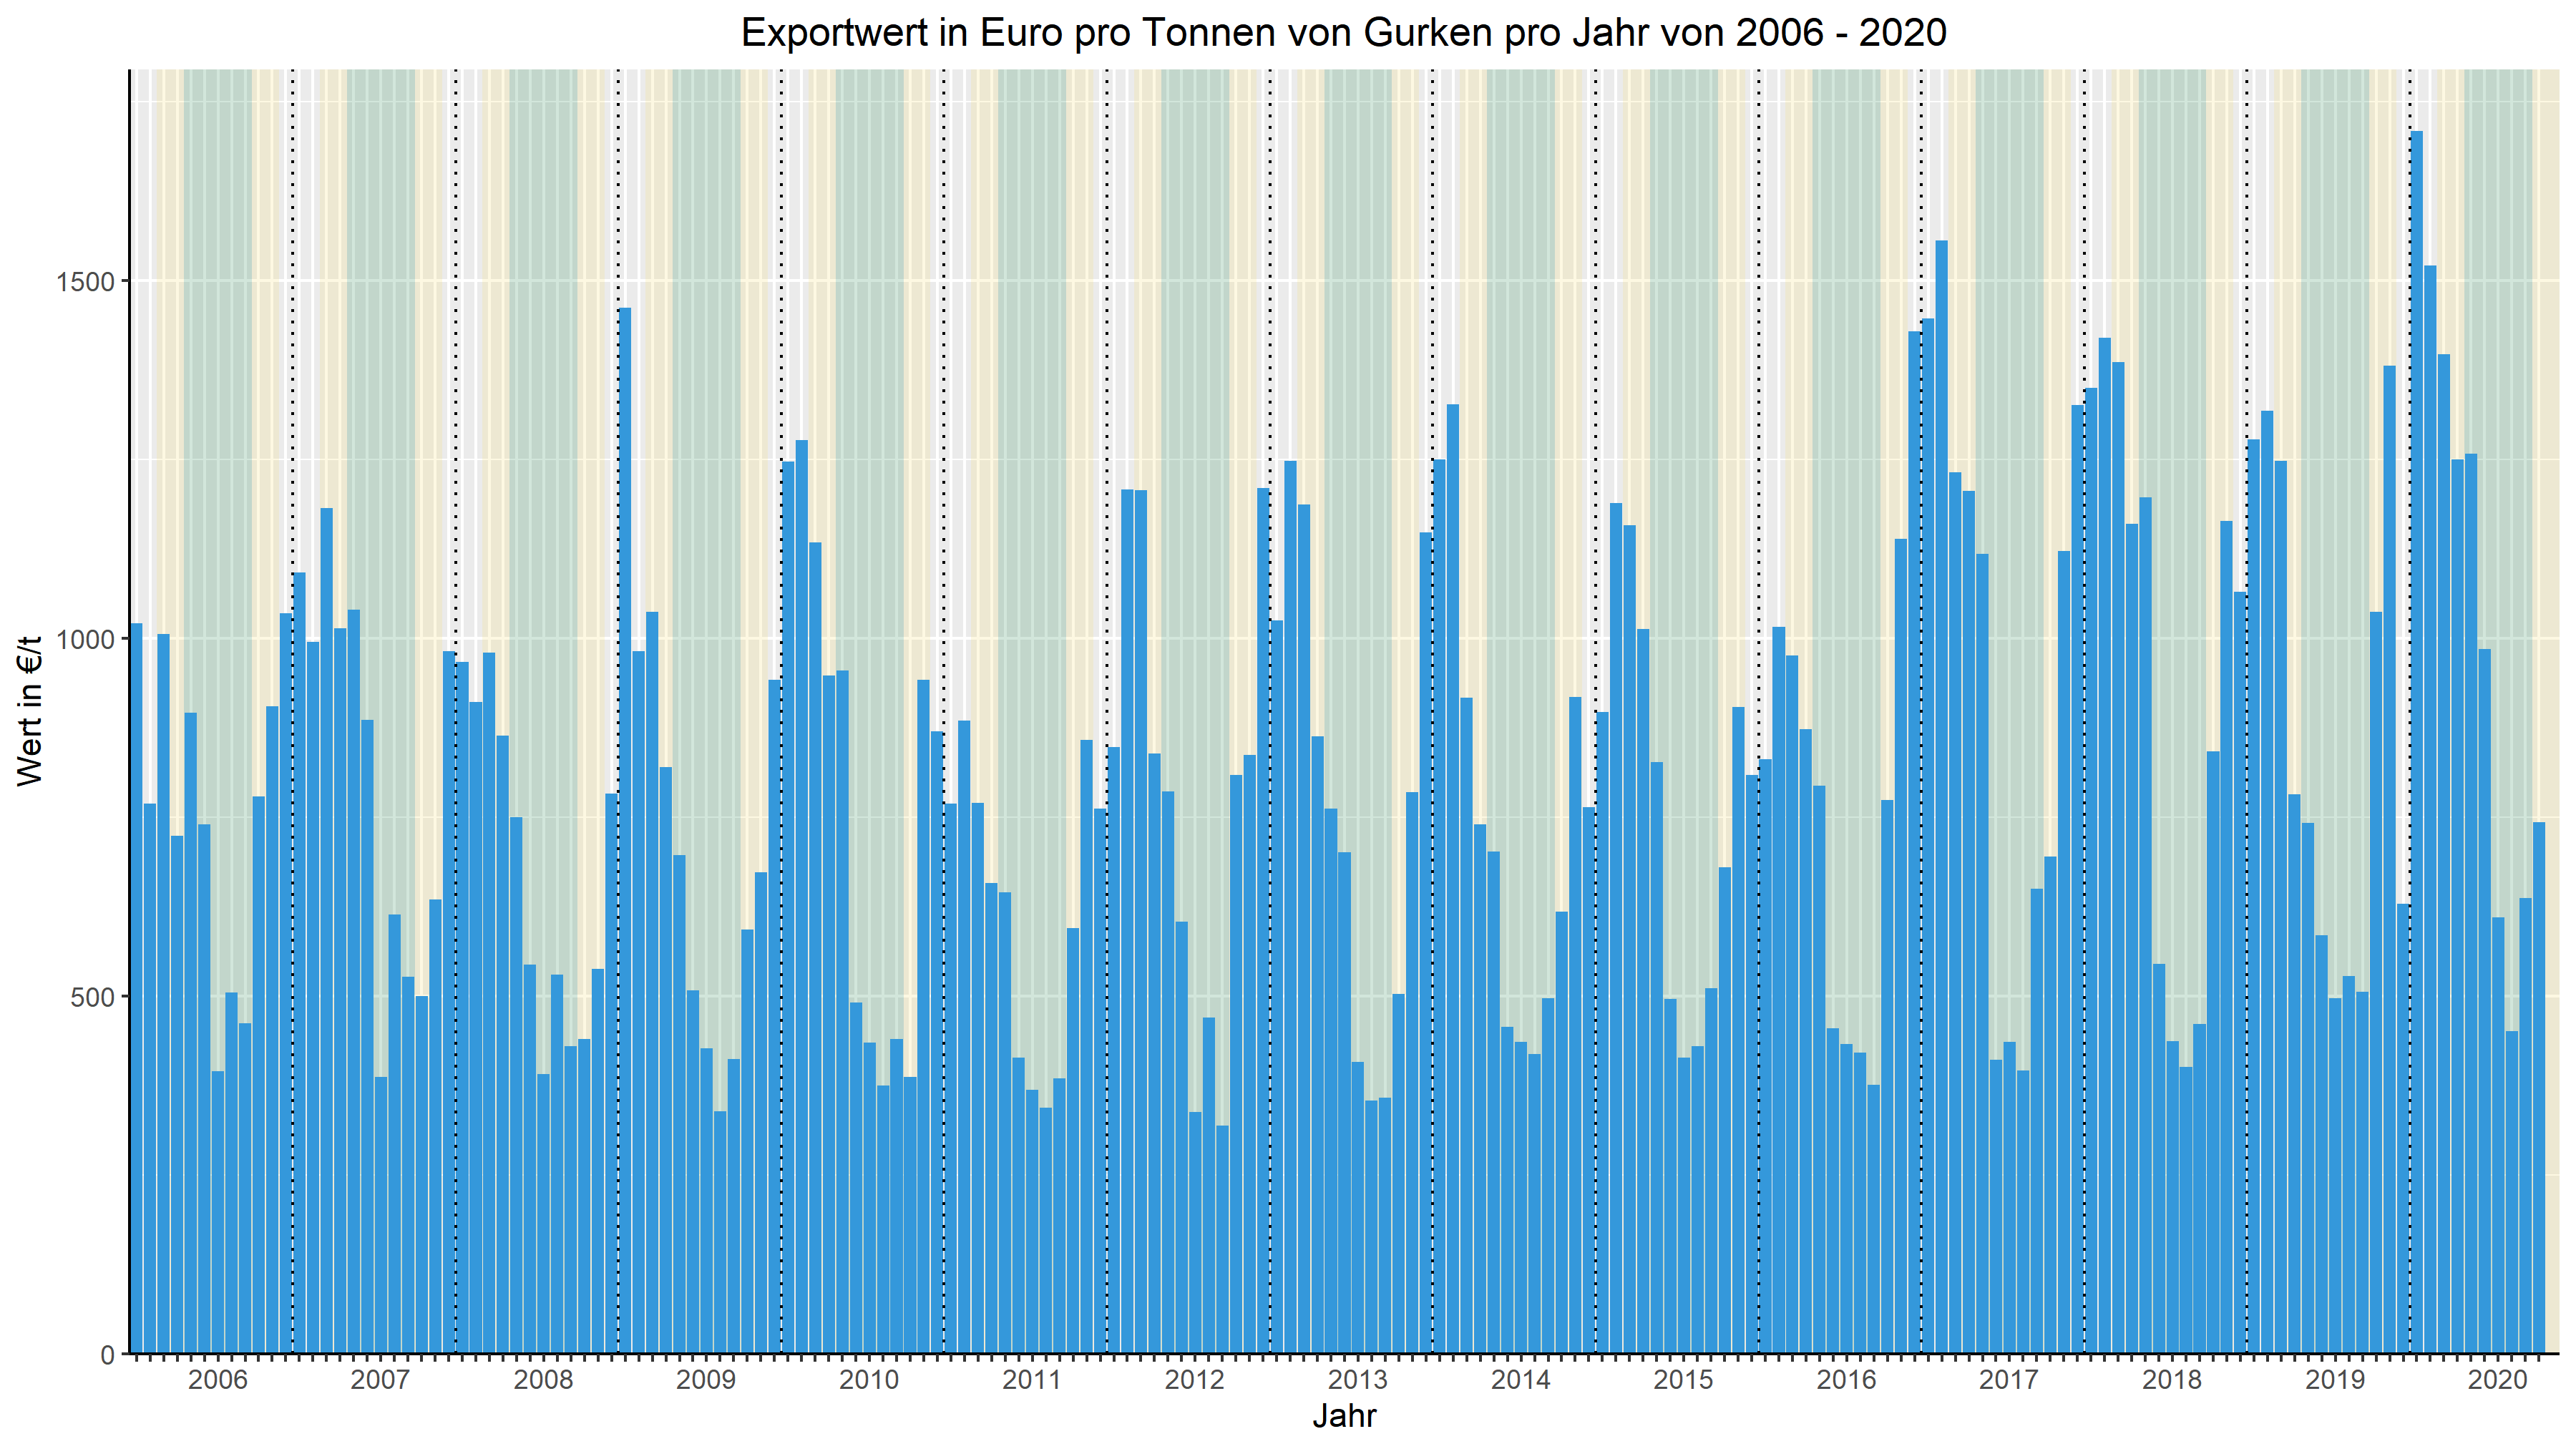 Exportwert in Euro pro Tonnen von Gurken pro Jahr von 2006 - 2020
Wert in €/t
1500
1000
500
0
2006 2007 2008 2009 2010 2011 2012 2013 2014 2015 2016 2017 2018 2019 2020
Jahr